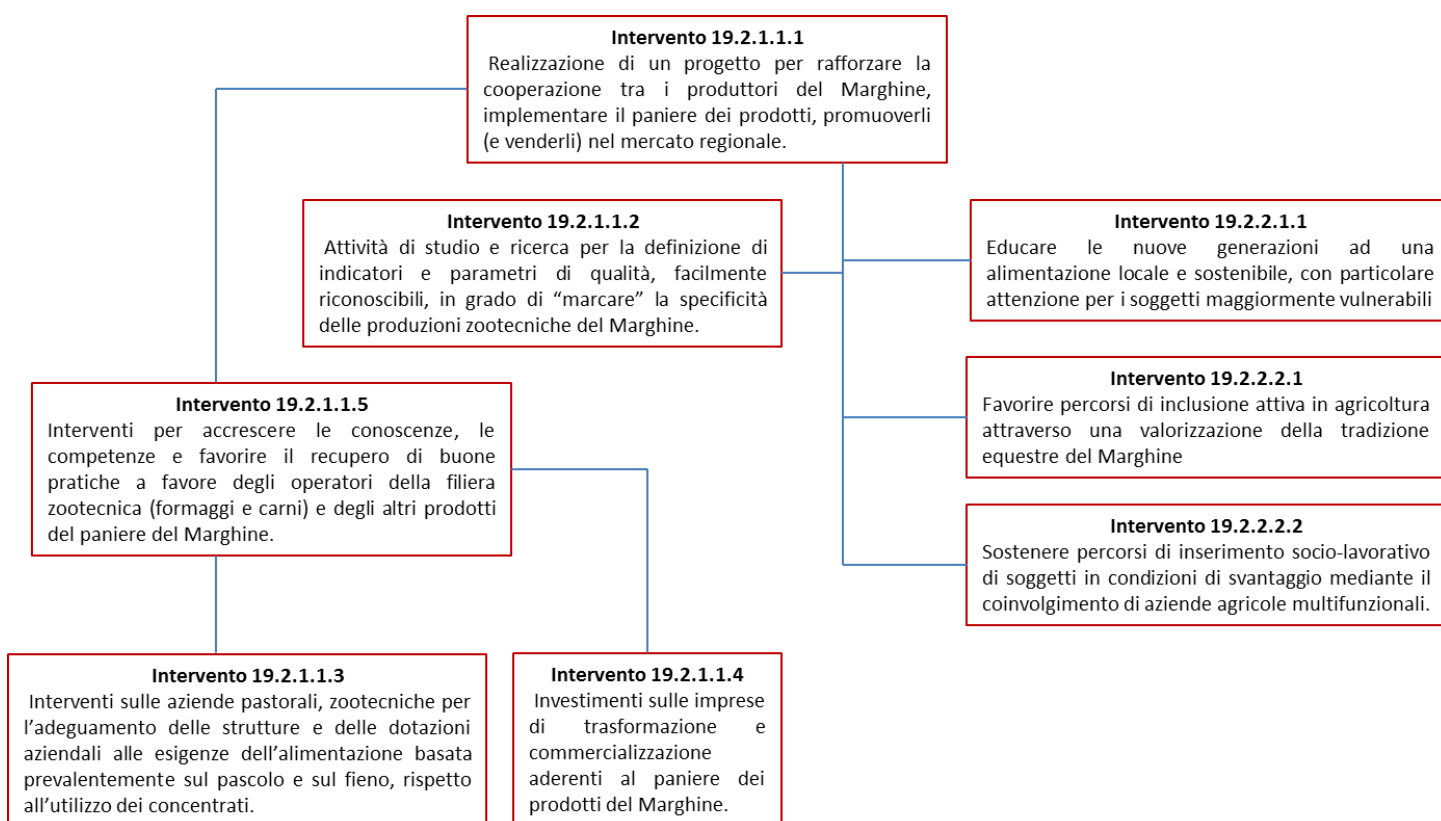 Intervento 19.2.1.1.1
Realizzazione di un progetto per rafforzare la
cooperazione tra i produttori del Marghine,
implementare il paniere dei prodotti, promuoverli
(e venderli) nel mercato regionale.
Intervento 19.2.1.1.2
Attività di studio e ricerca per la definizione di
indicatori e parametri di qualità, facilmente
riconoscibili, in grado di “marcare” la specificità
delle produzioni zootecniche del Marghine.
Intervento 19.2.2.1.1
Educare le nuove generazioni ad una
alimentazione locale e sostenibile, con particolare
attenzione per i soggetti maggiormente vulnerabili
Intervento 19.2.2.2.1
Favorire percorsi di inclusione attiva in agricoltura
attraverso una valorizzazione della tradizione
equestre del Marghine
Intervento 19.2.1.1.5
Interventi per accrescere le conoscenze, le
competenze e favorire il recupero di buone
pratiche a favore degli operatori della filiera
zootecnica (formaggi e carni) e degli altri prodotti
del paniere del Marghine.
Intervento 19.2.2.2.2
Sostenere percorsi di inserimento socio-lavorativo
di soggetti in condizioni di svantaggio mediante il
coinvolgimento di aziende agricole multifunzionali.
Intervento 19.2.1.1.3
Interventi sulle aziende pastorali, zootecniche per
l’adeguamento delle strutture e delle dotazioni
aziendali alle esigenze dell’alimentazione basata
prevalentemente sul pascolo e sul fieno, rispetto
all’utilizzo dei concentrati.
Intervento 19.2.1.1.4
Investimenti sulle imprese
di trasformazione e
commercializzazione
aderenti al paniere dei
prodotti del Marghine.